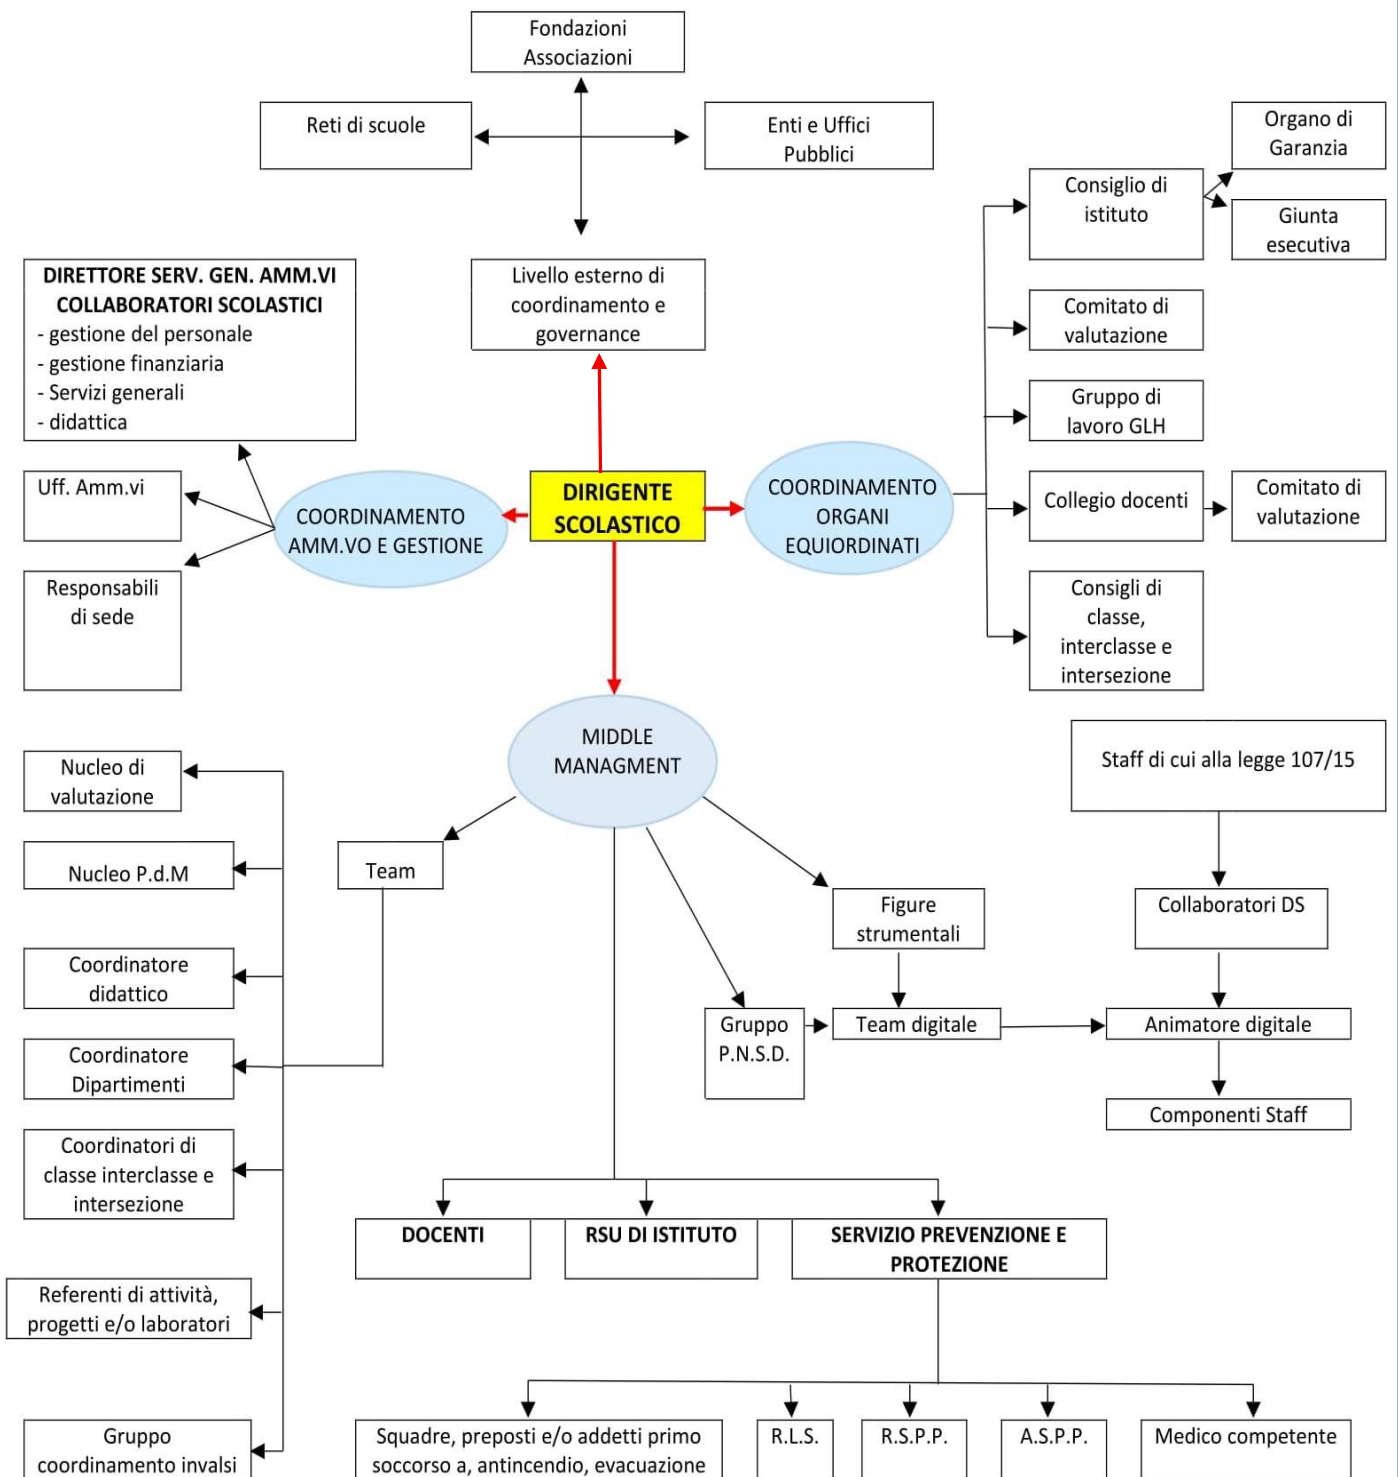 Fondazioni
Associazioni
Reti di scuole
Enti e Uffici
Pubblici
Organo di
Garanzia
Consiglio di
istituto
Giunta
esecutiva
DIRETTORE SERV. GEN. AMM.VI
COLLABORATORI SCOLASTICI
- gestione del personale
- gestione finanziaria
- Servizi generali
- didattica
Livello esterno di
coordinamento e
governance
Comitato di
valutazione
Gruppo di
lavoro GLH
Uff. Amm.vi
COORDINAMENTO
AMM.VO E GESTIONE
DIRIGENTE
SCOLASTICO
COORDINAMENTO
ORGANI
EQUIORDINATI
Collegio docenti
Comitato di
valutazione
Responsabili
di sede
Consigli di
classe,
interclasse e
intersezione
MIDDLE
MANAGMENT
Staff di cui alla legge 107/15
Nucleo di
valutazione
Nucleo P.d.M
Team
Figure
strumentali
Collaboratori DS
Coordinatore
didattico
Gruppo
P.N.S.D.
Team digitale
Animatore digitale
Coordinatore
Dipartimenti
Componenti Staff
Coordinatori di
classe interclasse e
intersezione
DOCENTI
RSU DI ISTITUTO
SERVIZIO PREVENZIONE E
PROTEZIONE
Referenti di attività,
progetti e/o laboratori
Gruppo
coordinamento invalsi
Squadre, preposti e/o addetti primo
soccorso a, antincendio, evacuazione
R.L.S.
R.S.P.P.
A.S.P.P.
Medico competente